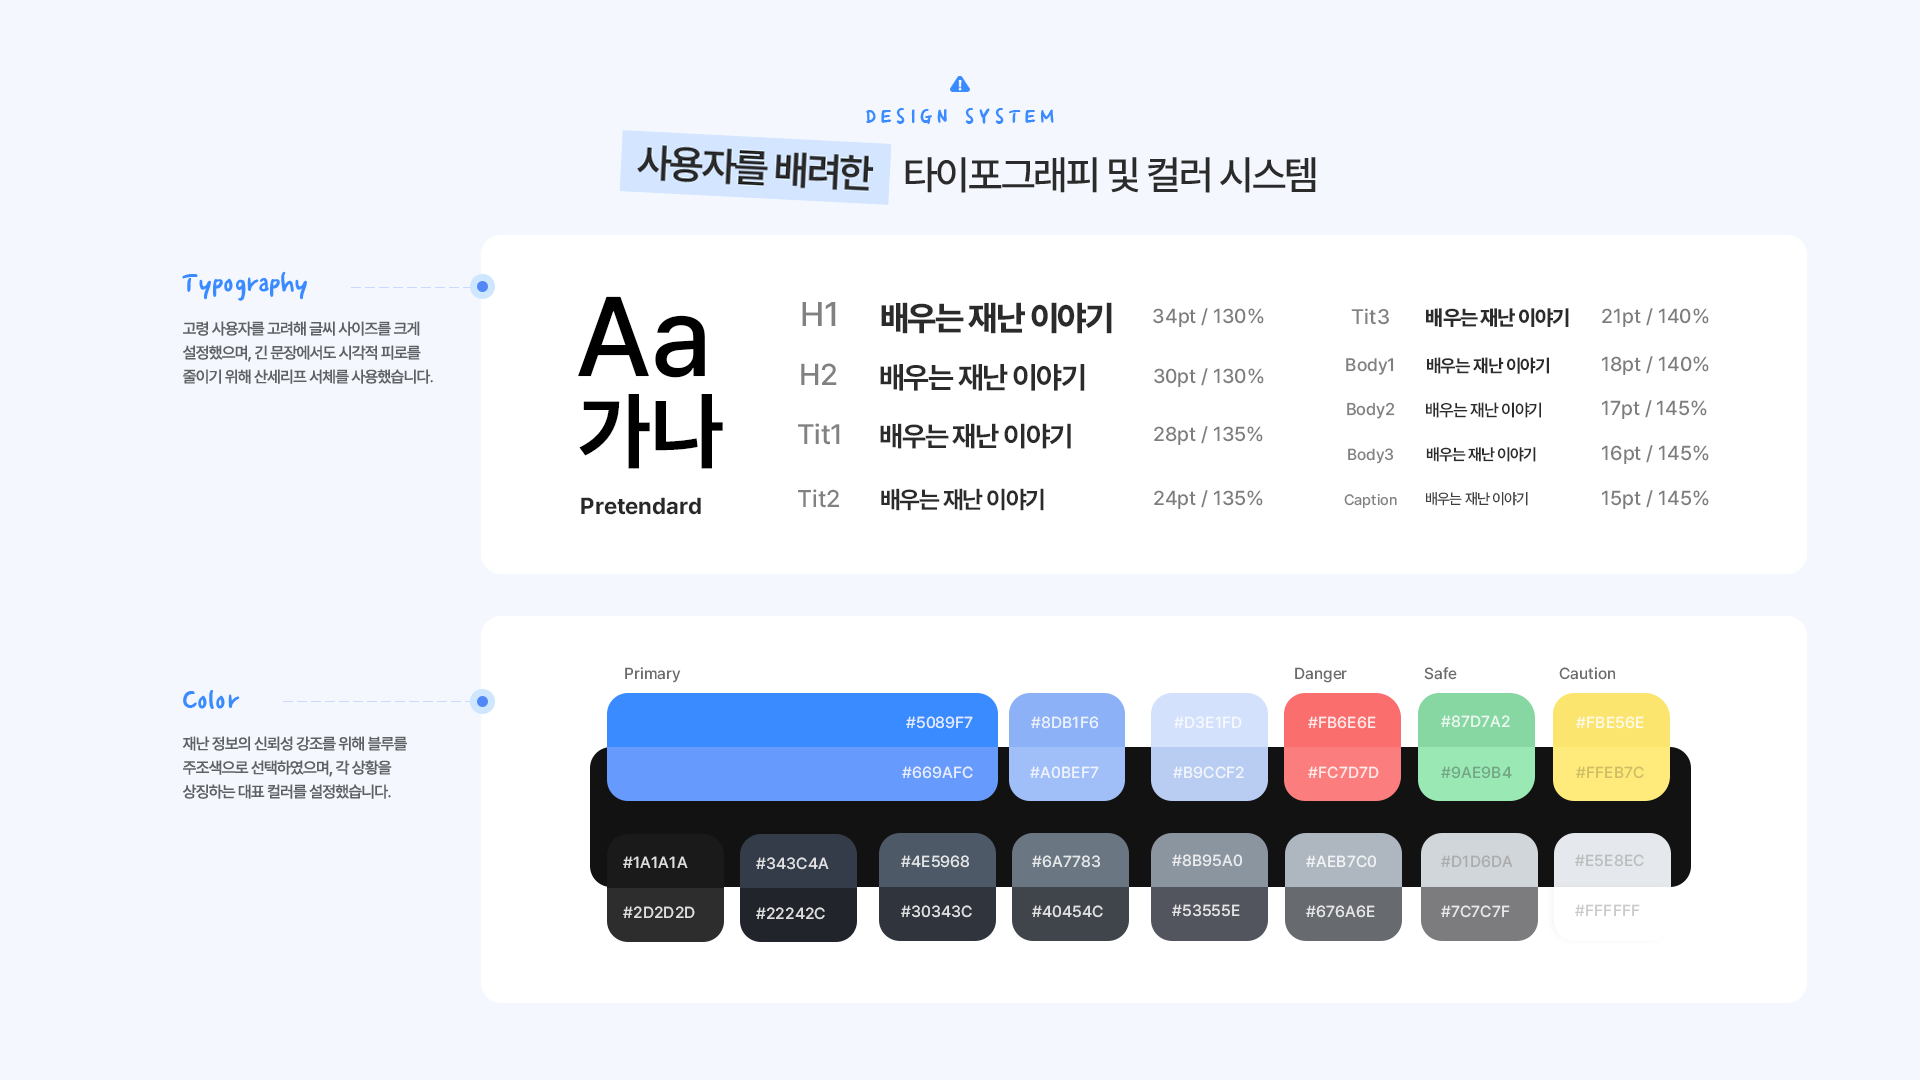 DESIGN SYSTEM
사용자를 배려한 타이포그래피 및 컬러 시스템
Typography
고령 사용자를 고려해 글씨 사이즈를 크게
설정했으며, 긴 문장에서도 시각적 피로를
줄이기 위해 산세리프 서체를 사용했습니다.
Aa
가나
Pretendard
H1 배우는 재난 이야기 34pt / 130%
H2 배우는 재난 이야기 30pt / 130%
Tit1 배우는 재난 이야기 28pt / 135%
Tit2 배우는 재난 이야기 24pt / 135%
Tit3 배우는 재난 이야기 21pt / 140%
Body1 배우는 재난 이야기 18pt / 140%
Body2 배우는 재난 이야기 17pt / 145%
Body3 배우는 재난 이야기 16pt / 145%
Caption 배우는 재난 이야기 15pt / 145%
Color
재난 정보의 신뢰성 강조를 위해 블루를
주조색으로 선택하였으며, 각 상황을
상징하는 대표 컬러를 설정했습니다.
Primary Danger Safe Caution
#5089F7 #8DB1F6 #D3E1FD #FB6E6E #87D7A2 #FBE56E
#669AFC #A0BEF7 #B9CCF2 #FC7D7D #9AE9B4 #FFEB7C
#1A1A1A #343C4A #4E5968 #6A7783 #8B95A0 #AEB7C0 #D1D6DA #E5E8EC
#2D2D2D #22242C #30343C #40454C #53555E #676A6E #7C7C7F #FFFFFF